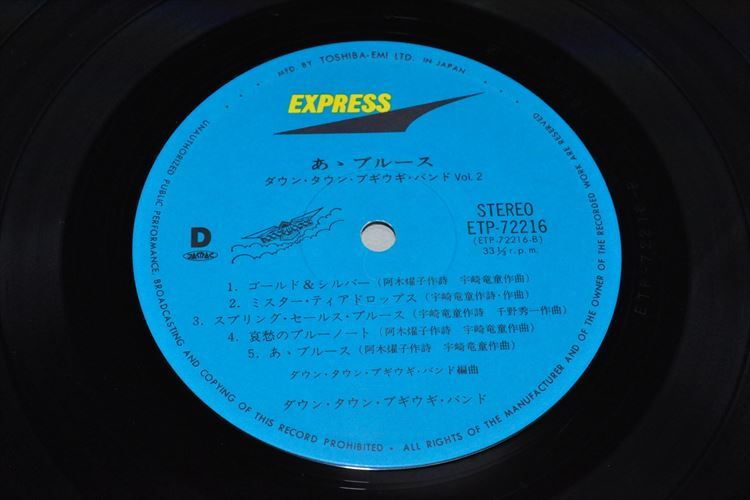 MFD. BY TOSHIBA-EMI LTD. IN JAPAN
EXPRESS
あゝブルース
ダウン・タウン・ブギウギ・バンド Vol. 2
STEREO
ETP-72216
(ETP-72216-B)
33⅓ r.p.m.
D
JASRAC
1. ゴールド&シルバー (阿木燿子作詩 宇崎竜童作曲)
2. ミスター・ティアドロップス (宇崎竜童作詩・作曲)
3. スプリング・セールス・ブルース (宇崎竜童作詩 千野秀一作曲)
4. 哀愁のブルーノート (阿木燿子作詩 宇崎竜童作曲)
5. あゝブルース (阿木燿子作詩 宇崎竜童作曲)
ダウン・タウン・ブギウギ・バンド編曲
ダウン・タウン・ブギウギ・バンド
UNAUTHORIZED PUBLIC PERFORMANCE. BROADCASTING AND COPYING OF THIS RECORD PROHIBITED • ALL RIGHTS OF THE MANUFACTURER AND OF THE OWNER OF THE RECORDED WORK ARE RESERVED